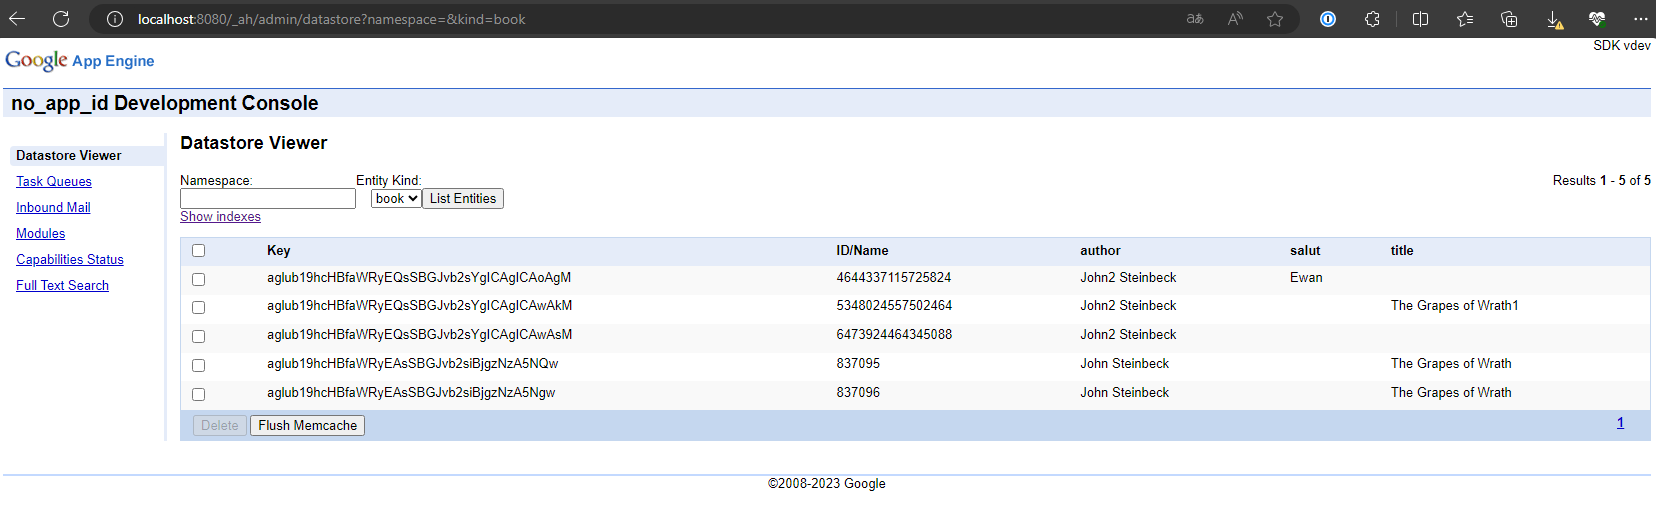 localhost:8080/_ah/admin/datastore?namespace=&kind=book
SDK vdev
Google App Engine
no_app_id Development Console
Datastore Viewer
Task Queues
Inbound Mail
Modules
Capabilities Status
Full Text Search
Datastore Viewer
Namespace: Entity Kind: Results 1 - 5 of 5
book List Entities
Show indexes
Key ID/Name author salut title
aglub19hcHBfaWRyEQsSBGJvb2sYgICAgICAoAgM 4644337115725824 John2 Steinbeck Ewan
aglub19hcHBfaWRyEQsSBGJvb2sYgICAgICAwAkM 5348024557502464 John2 Steinbeck The Grapes of Wrath1
aglub19hcHBfaWRyEQsSBGJvb2sYgICAgICAwAsM 6473924464345088 John2 Steinbeck
aglub19hcHBfaWRyEAsSBGJvb2siBjgzNzA5NQw 837095 John Steinbeck The Grapes of Wrath
aglub19hcHBfaWRyEAsSBGJvb2siBjgzNzA5Ngw 837096 John Steinbeck The Grapes of Wrath
Delete Flush Memcache 1
©2008-2023 Google